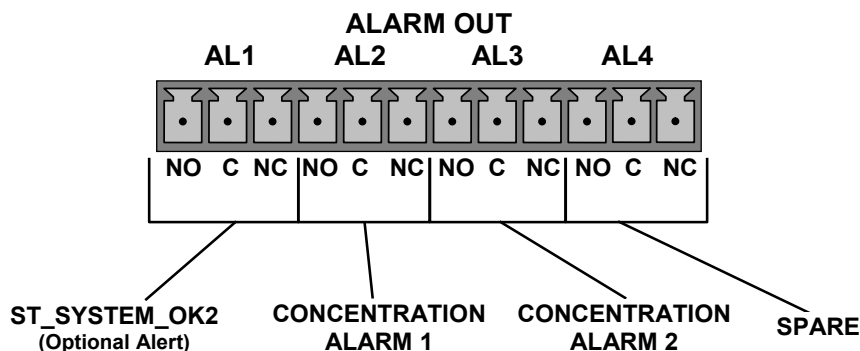 ALARM OUT
AL1 AL2 AL3 AL4
NO C NC NO C NC NO C NC NO C NC
ST_SYSTEM_OK2
(Optional Alert)
CONCENTRATION
ALARM 1
CONCENTRATION
ALARM 2
SPARE